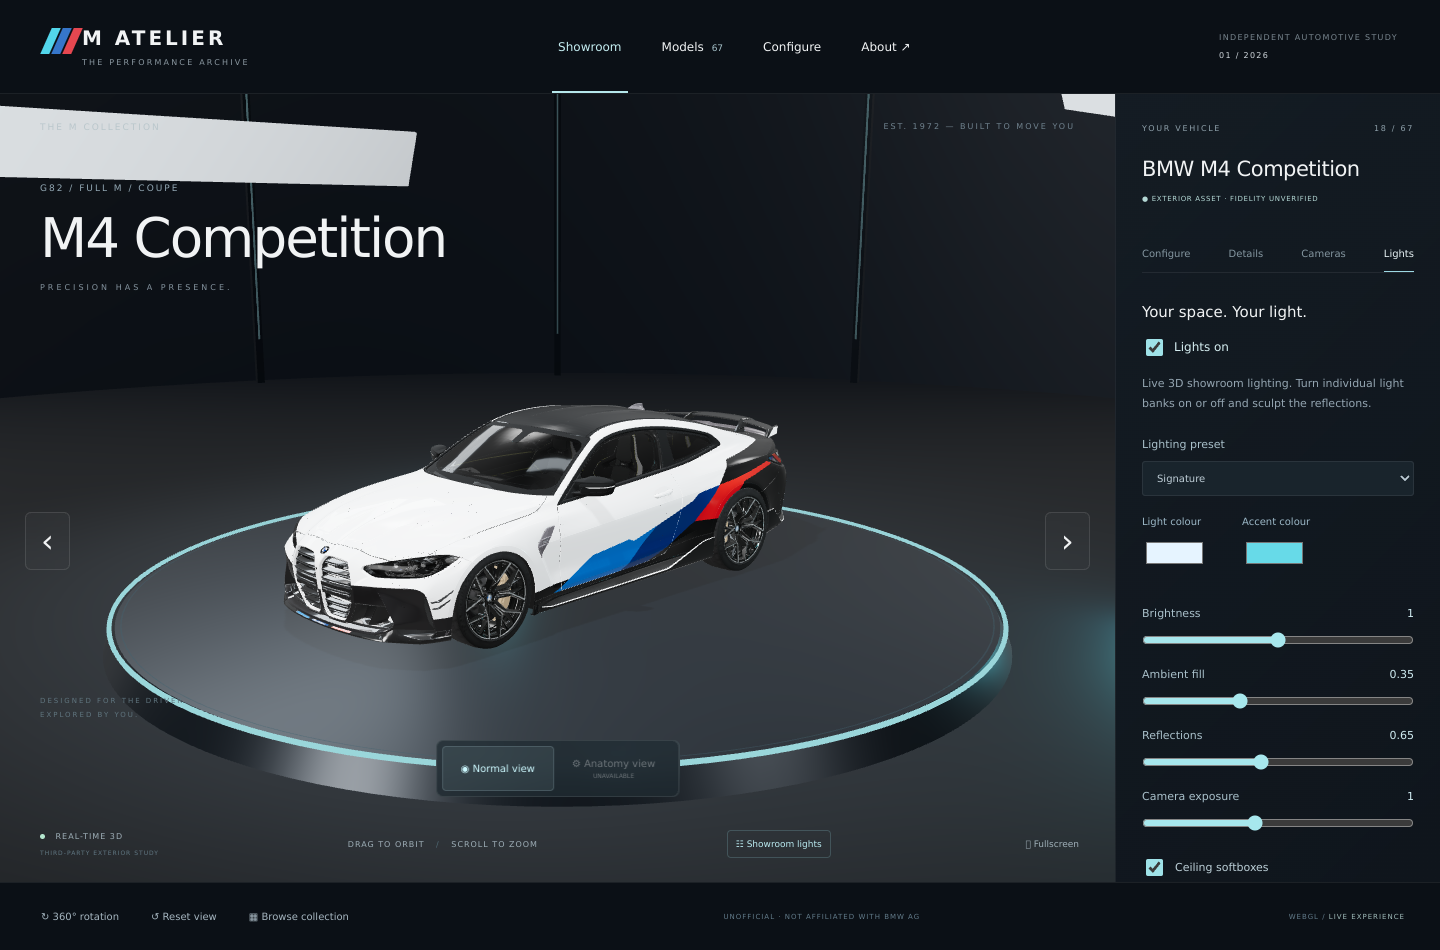 M ATELIER
THE PERFORMANCE ARCHIVE
Showroom
Models 67
Configure
About ↗
INDEPENDENT AUTOMOTIVE STUDY
01 / 2026
THE M COLLECTION
EST. 1972 — BUILT TO MOVE YOU
G82 / FULL M / COUPE
M4 Competition
PRECISION HAS A PRESENCE.
‹
›
DESIGNED FOR THE DRIVER
EXPLORED BY YOU
◉ Normal view
⚙ Anatomy view
UNAVAILABLE
REAL-TIME 3D
THIRD-PARTY EXTERIOR STUDY
DRAG TO ORBIT / SCROLL TO ZOOM
☷ Showroom lights
Fullscreen
YOUR VEHICLE
18 / 67
BMW M4 Competition
● EXTERIOR ASSET · FIDELITY UNVERIFIED
Configure
Details
Cameras
Lights
Your space. Your light.
Lights on
Live 3D showroom lighting. Turn individual light
banks on or off and sculpt the reflections.
Lighting preset
Signature
Light colour
Accent colour
Brightness 1
Ambient fill 0.35
Reflections 0.65
Camera exposure 1
Ceiling softboxes
↻ 360° rotation
↺ Reset view
▦ Browse collection
UNOFFICIAL · NOT AFFILIATED WITH BMW AG
WEBGL / LIVE EXPERIENCE